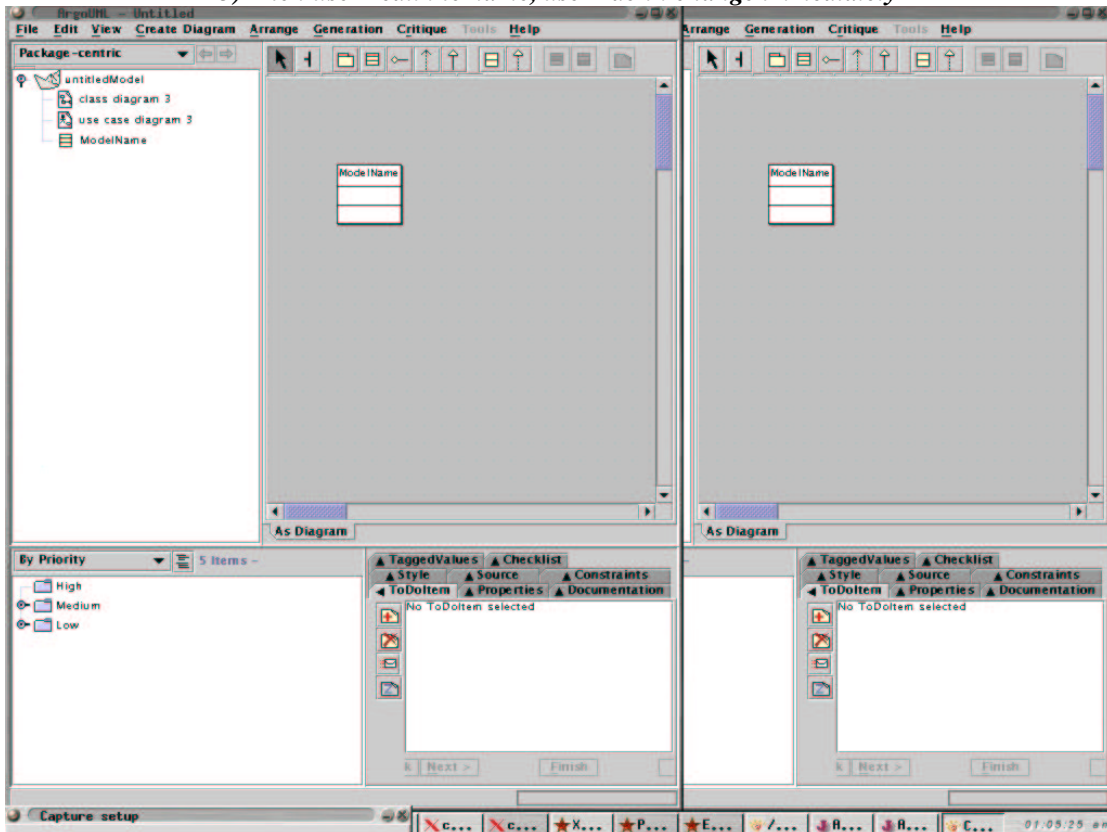 ArgoUML - Untitled
File Edit View Create Diagram Arrange Generation Critique Tools Help
Package-centric
untitledModel
class diagram 3
use case diagram 3
ModelName
ModelName
As Diagram
By Priority
5 Items -
High
Medium
Low
TaggedValues Checklist
Style Source Constraints
ToDoItem Properties Documentation
No ToDoItem selected
k Next > Finish
Arrange Generation Critique Tools Help
ModelName
As Diagram
TaggedValues Checklist
Style Source Constraints
ToDoItem Properties Documentation
No ToDoItem selected
k Next > Finish
Capture setup
c... c... X... P... E... /... A... A... C... 01:05:25 am